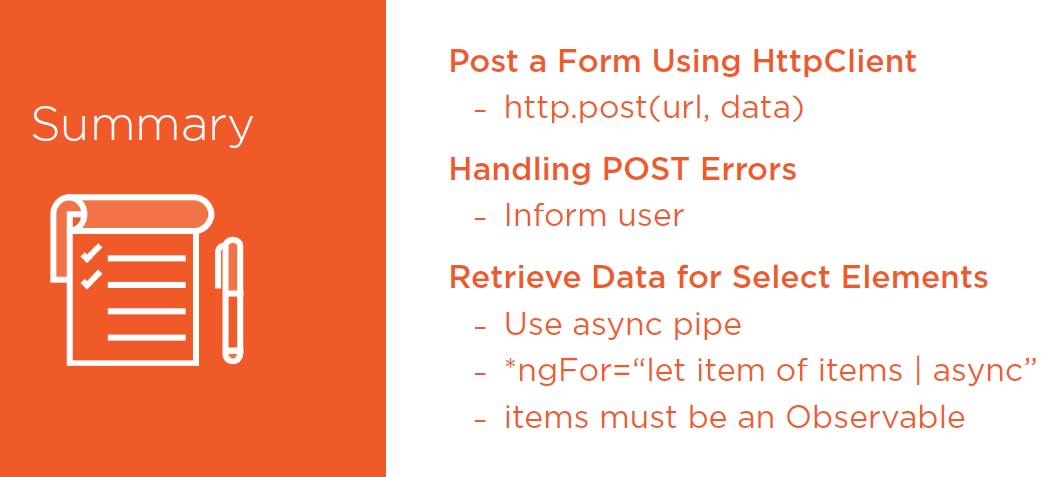 Summary
Post a Form Using HttpClient
- http.post(url, data)
Handling POST Errors
- Inform user
Retrieve Data for Select Elements
- Use async pipe
- *ngFor=“let item of items | async”
- items must be an Observable